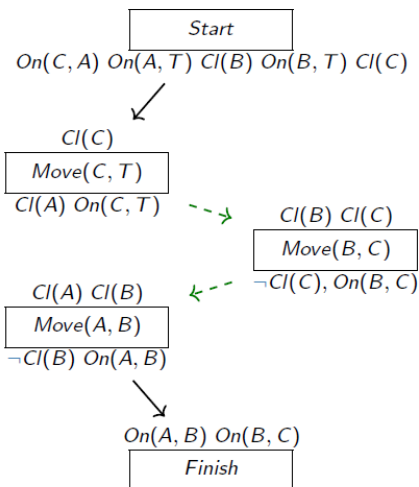 Start
On(C, A) On(A, T) Cl(B) On(B, T) Cl(C)
Cl(C)
Move(C, T)
Cl(A) On(C, T)
Cl(B) Cl(C)
Move(B, C)
¬Cl(C), On(B, C)
Cl(A) Cl(B)
Move(A, B)
¬Cl(B) On(A, B)
On(A, B) On(B, C)
Finish